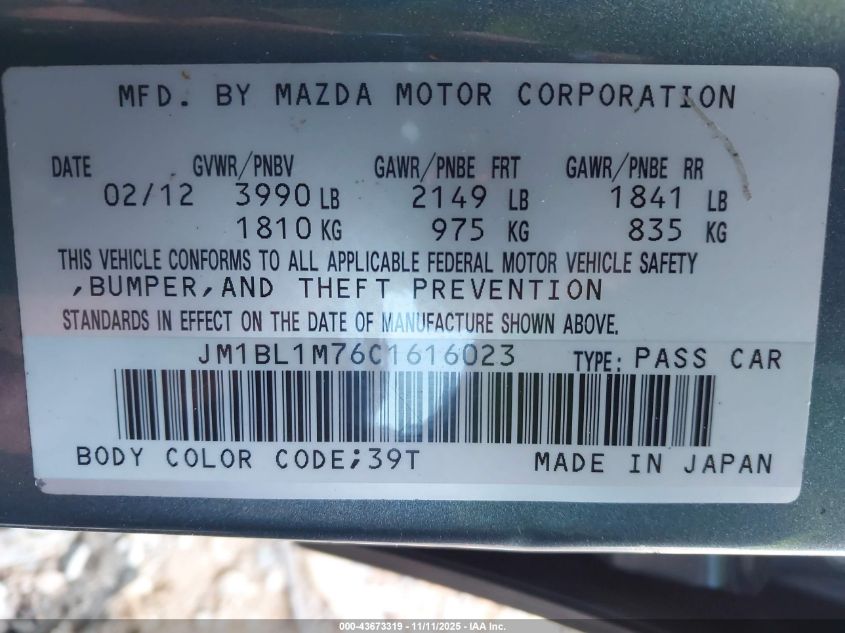 MFD. BY MAZDA MOTOR CORPORATION
DATE GVWR/PNBV GAWR/PNBE FRT GAWR/PNBE RR
02/12 3990 LB 2149 LB 1841 LB
1810 KG 975 KG 835 KG
THIS VEHICLE CONFORMS TO ALL APPLICABLE FEDERAL MOTOR VEHICLE SAFETY
,BUMPER,AND THEFT PREVENTION
STANDARDS IN EFFECT ON THE DATE OF MANUFACTURE SHOWN ABOVE.
JM1BL1M76C1616023 TYPE: PASS CAR
BODY COLOR CODE;39T MADE IN JAPAN
000-43673319 - 11/11/2025 - IAA Inc.